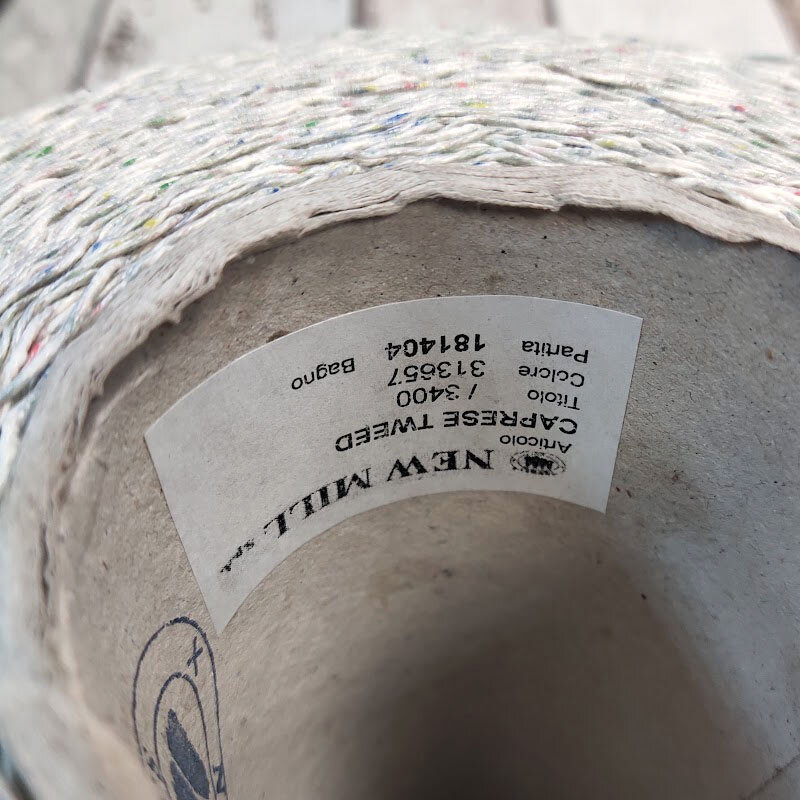 NEW MILL SpA
Articolo
CAPRESE TWEED
Titolo / 3400
Colore 313657 Bagno
Partita 181404
X
N